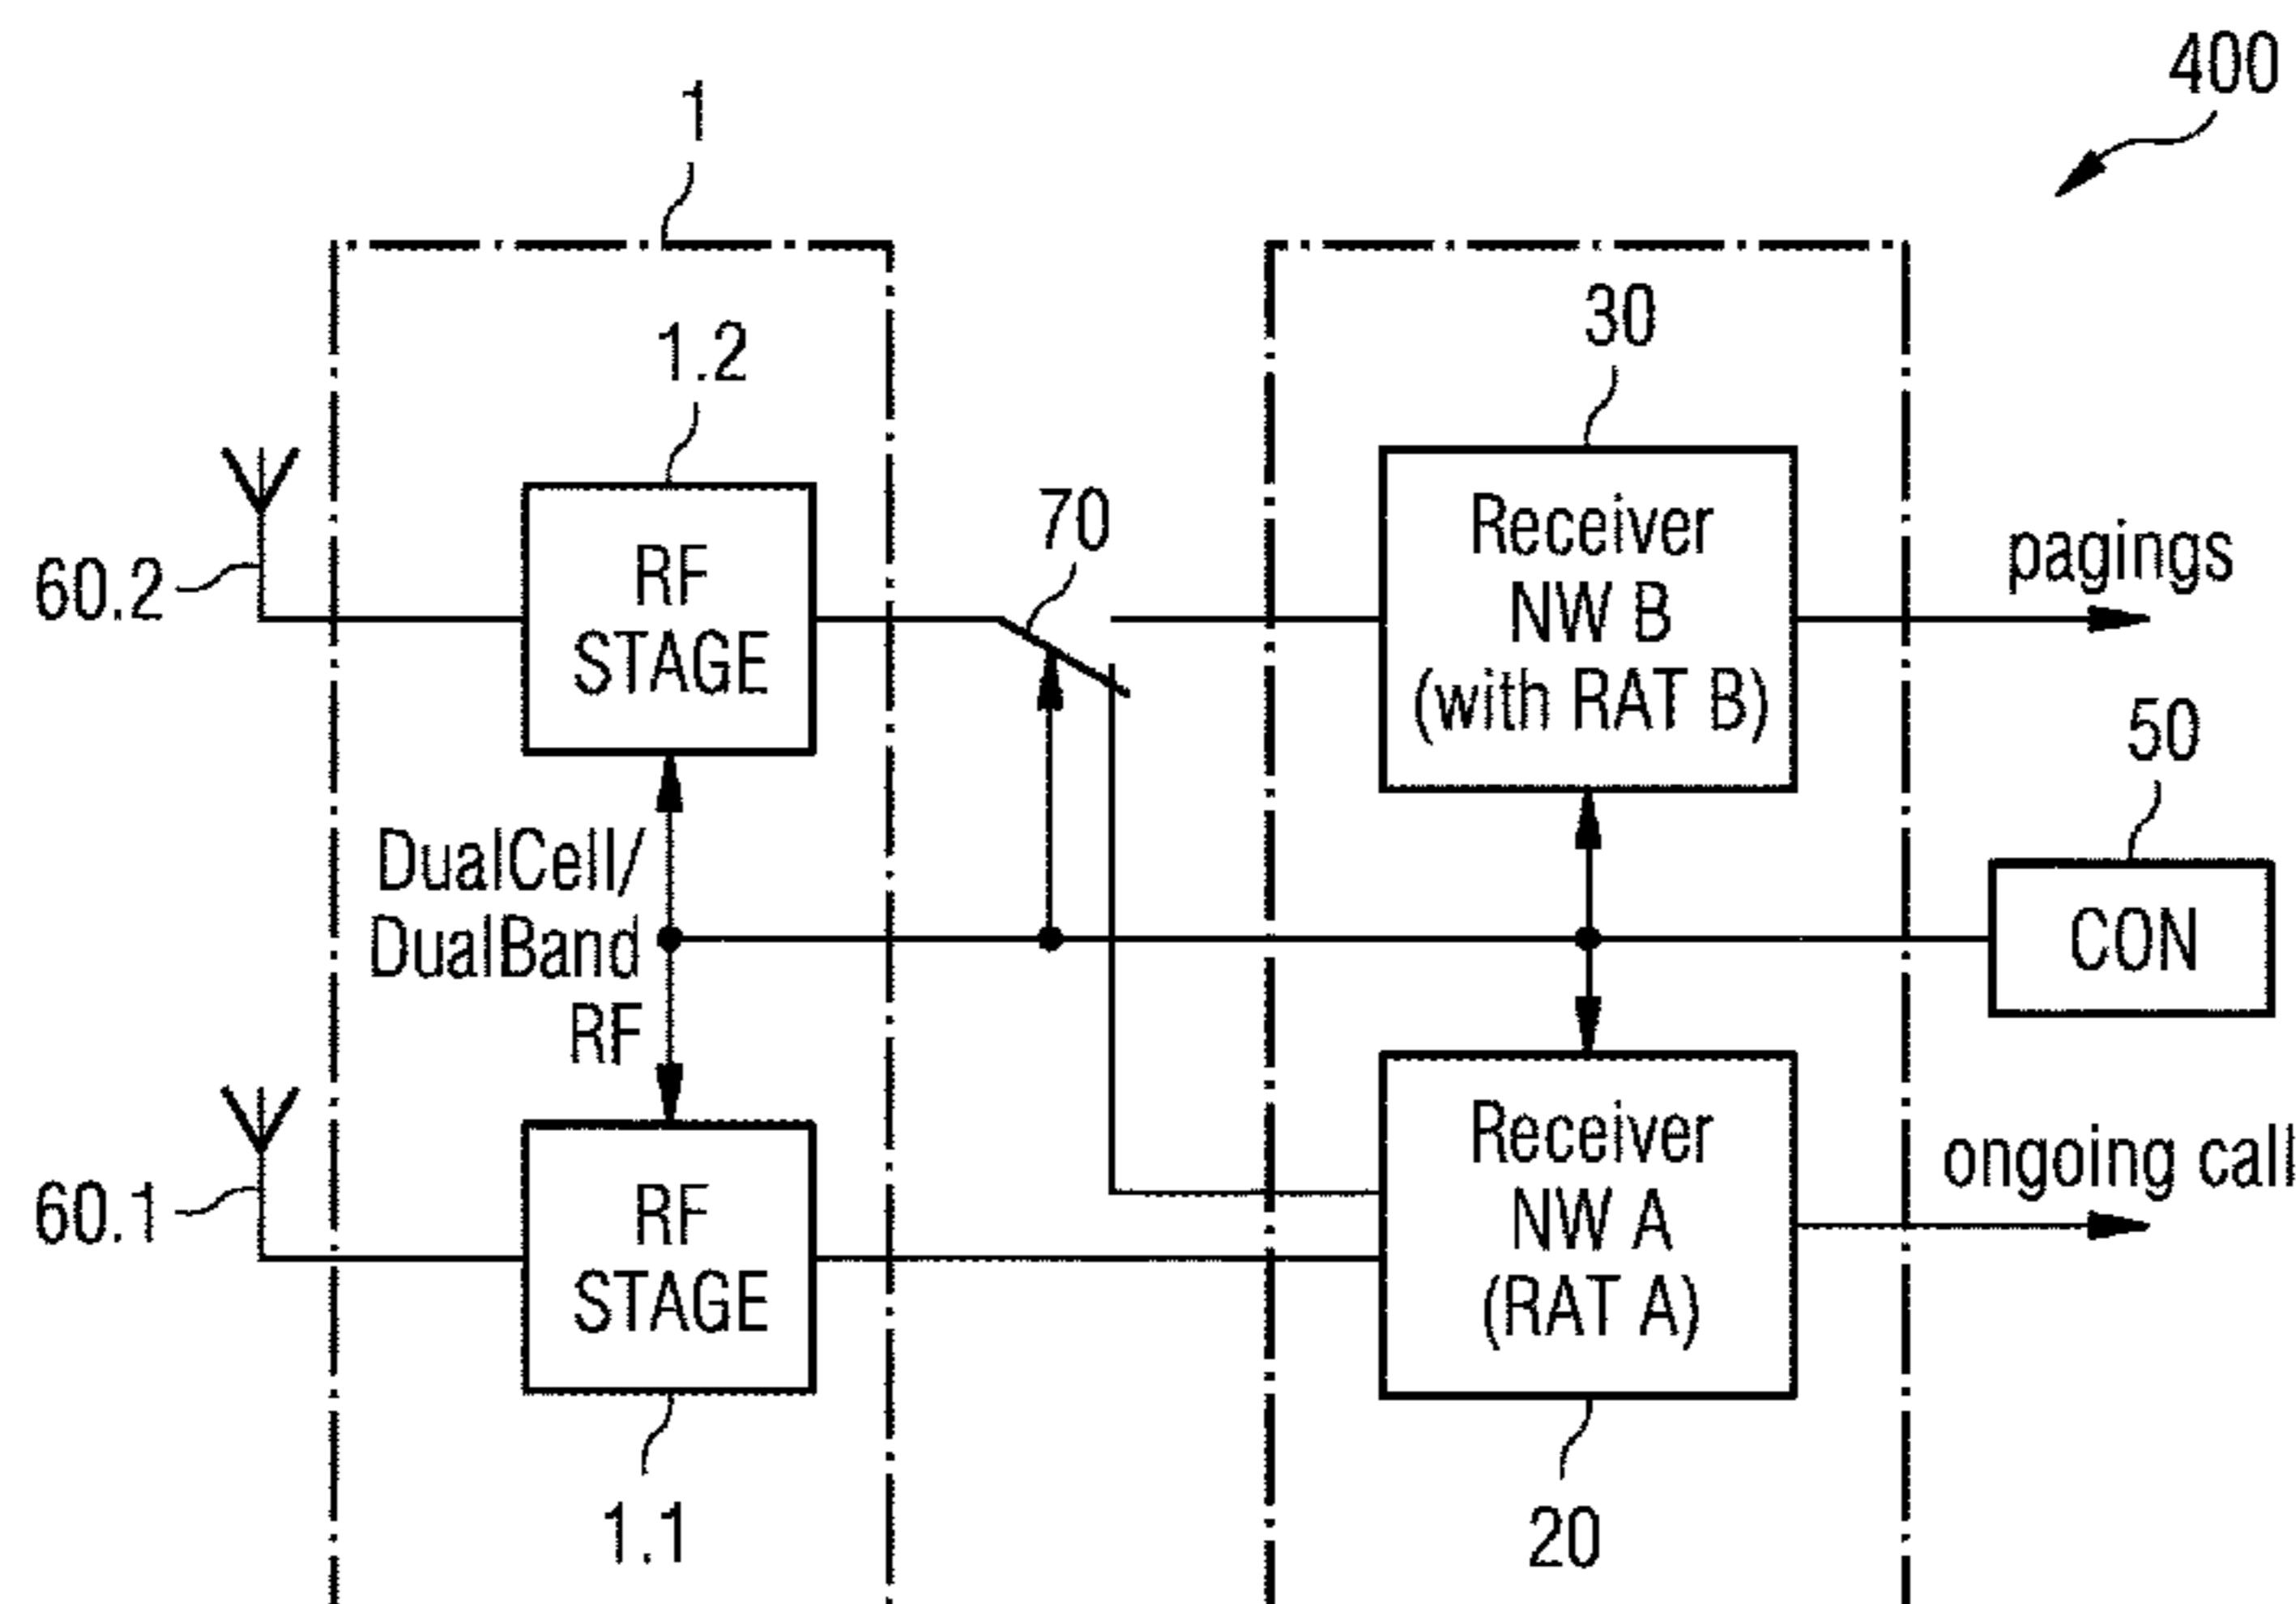 400
1
30
1.2
70
60.2
RF
STAGE
Receiver
NW B
(with RAT B)
pagings
50
CON
DualCell/
DualBand
RF
60.1
RF
STAGE
Receiver
NW A
(RAT A)
ongoing call
1.1
20